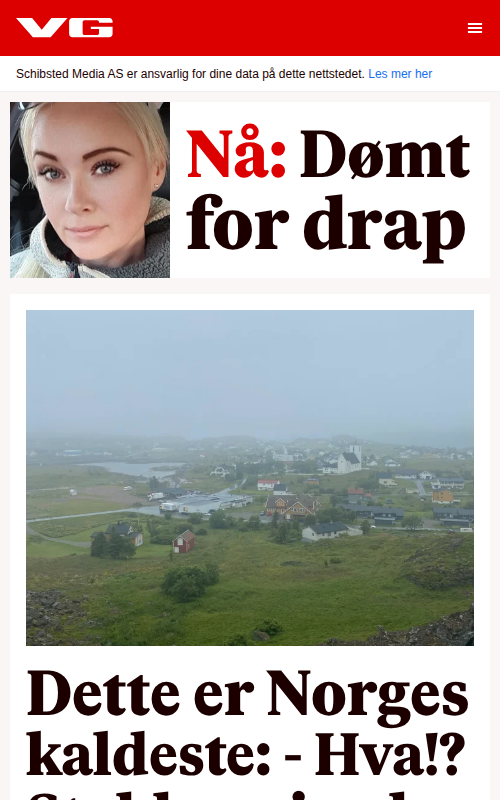 VG
Schibsted Media AS er ansvarlig for dine data på dette nettstedet. Les mer her
Nå: Dømt
for drap
Dette er Norges
kaldeste: - Hva!?